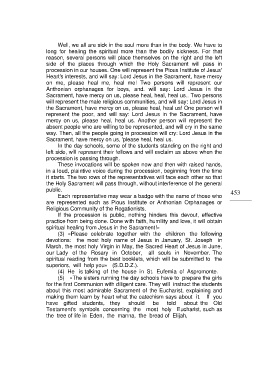 Well, we all are sick in the soul more than in the body. We have to
long for healing the spiritual more than the bodily sickness. For that
reason, several persons will place themselves on the right and the left
side of the places through which the Holy Sacrament will pass in
procession in our houses. One will represent the Pious Institute of Jesus'
Heart's interests, and will say: Lord Jesus in the Sacrament, have mercy
on me, please heal me, heal me! Two persons will represent our
Anthonian orphanages for boys, and. will say: Lord Jesus in the
Sacrament, have mercy on us, please heal, heal, heal us. Two persons
will represent the male religious communities, and will say: Lord Jesus in
the Sacrament, have mercy on us, please heal, heal us! One person will
represent the poor, and will say: Lord Jesus in the Sacrament, have
mercy on us, please heal, heal us. Another person will represent the
absent people who are willing to be represented, and will cry in the same
way. Then, all the people going in procession will cry: Lord Jesus in the
Sacrament, have mercy on us, please heal us.
In the day schools, some of the students standing on the right and
left side, will represent their fellows and will exclaim as above when the
procession is passing through.
These invocations will be spoken now and then with raised hands,
in a loud, plaintive voice during the procession, beginning from the time
it starts. The two rows of the representatives will face each other so that
the Holy Sacrament will pass through, without interference of the general
public.
Each representative may wear a badge with the name of those who
are represented such as Pious Institute or Anthonian Orphanages or
Religious Community of the Rogationists.
If the procession is public, nothing hinders this devout, effective
practice from being done. Done with faith, humility and love, it will obtain
spiritual healing from Jesus in the Sacrament!»
(3) «Please celebrate together with the children the following
devotions: the most holy name of Jesus in January, St. Joseph in
March, the most holy Virgin in May, the Sacred Heart of Jesus in June,
our Lady of the Rosary in October, all souls in November. The
spiritual reading from the best booklets, which will be submitted to the
superiors, will help you» (S.D.D.Z.).
(4) He is talking of the house in St. Eufemia of Aspromonte.
(5) «The sisters running the day schools have to prepare the girls
for the first Communion with diligent care. They will instruct the students
about this most admirable Sacrament of the Eucharist, explaining and
making them learn by heart what the catechism says about it. If you
have gifted students, they should be told about the Old
Testament's symbols concerning the most holy Eucharist, such as
the tree of life in Eden, the manna, the bread of Elijah,
453